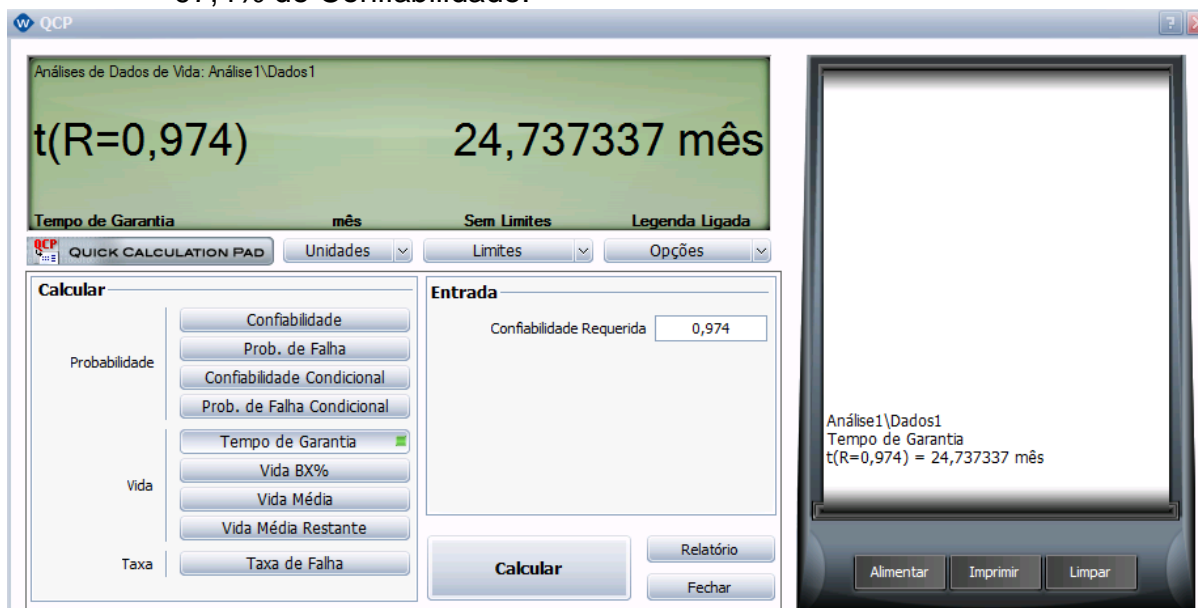 QCP
Análises de Dados de Vida: Análise1\Dados1
t(R=0,974) 24,737337 mês
Tempo de Garantia mês Sem Limites Legenda Ligada
QCP QUICK CALCULATION PAD Unidades Limites Opções
Calcular
Probabilidade
Confiabilidade
Prob. de Falha
Confiabilidade Condicional
Prob. de Falha Condicional
Vida
Tempo de Garantia
Vida BX%
Vida Média
Vida Média Restante
Taxa
Taxa de Falha
Entrada
Confiabilidade Requerida 0,974
Calcular
Relatório
Fechar
Análise1\Dados1
Tempo de Garantia
t(R=0,974) = 24,737337 mês
Alimentar Imprimir Limpar